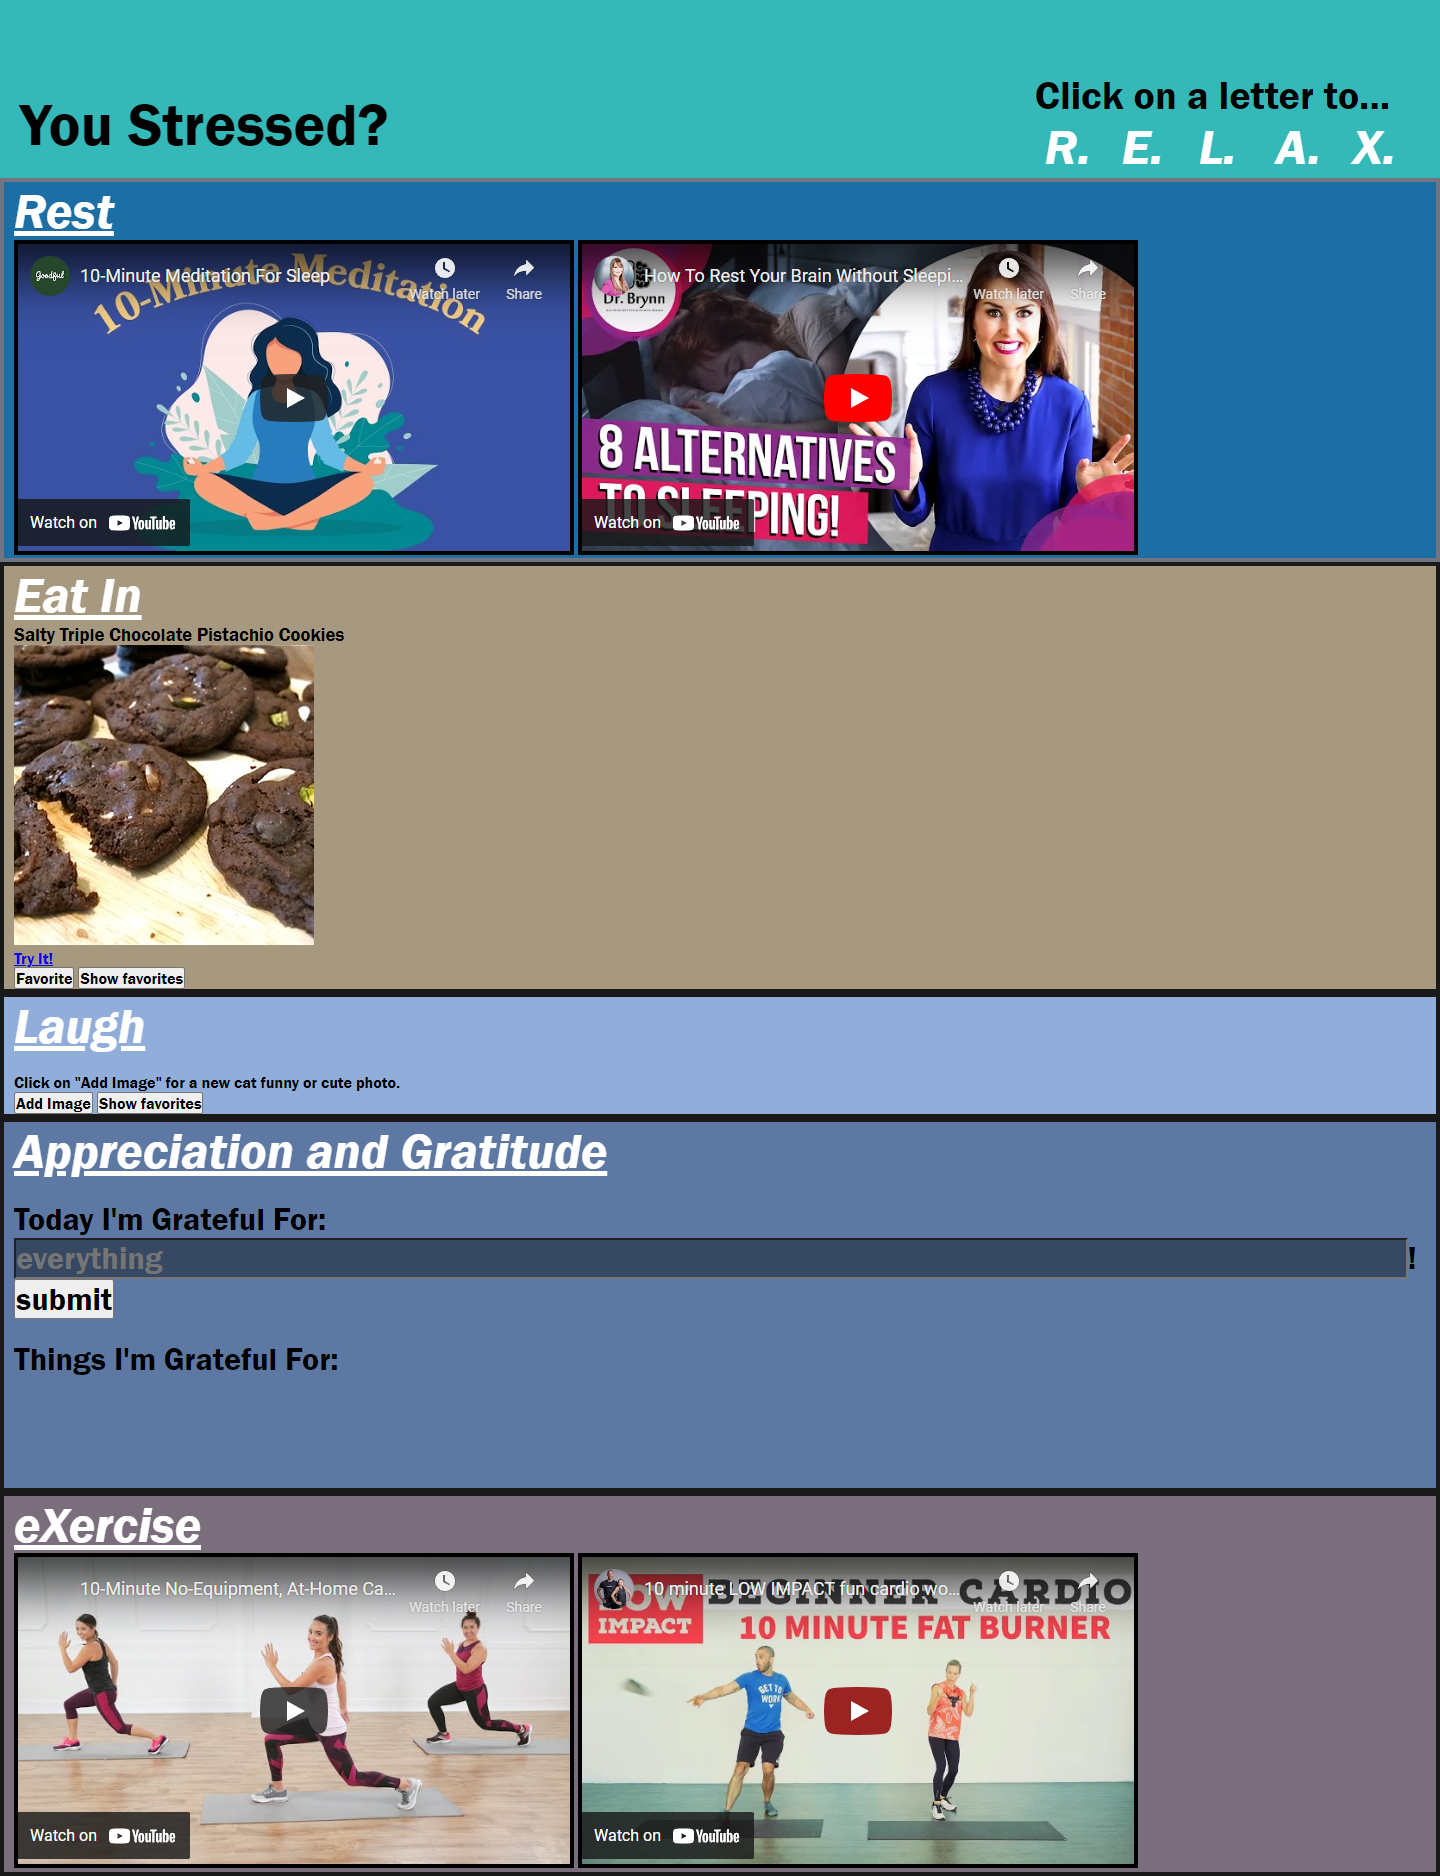 You Stressed?
Click on a letter to...
R. E. L. A. X.
Rest
Goodful
10-Minute Meditation For Sleep
Watch later
Share
10-Minute Meditation
Watch on YouTube
How To Rest Your Brain Without Sleepi...
Watch later
Share
Dr. Brynn
8 ALTERNATIVES
TO SLEEPING!
Watch on YouTube
Eat In
Salty Triple Chocolate Pistachio Cookies
Try It!
Favorite Show favorites
Laugh
Click on "Add Image" for a new cat funny or cute photo.
Add Image Show favorites
Appreciation and Gratitude
Today I'm Grateful For:
everything !
submit
Things I'm Grateful For:
eXercise
10-Minute No-Equipment, At-Home Ca...
Watch later
Share
Watch on YouTube
10 minute LOW IMPACT fun cardio wo...
Watch later
Share
LOW
IMPACT
BEGINNER CARDIO
10 MINUTE FAT BURNER
GET TO
WORK
Watch on YouTube